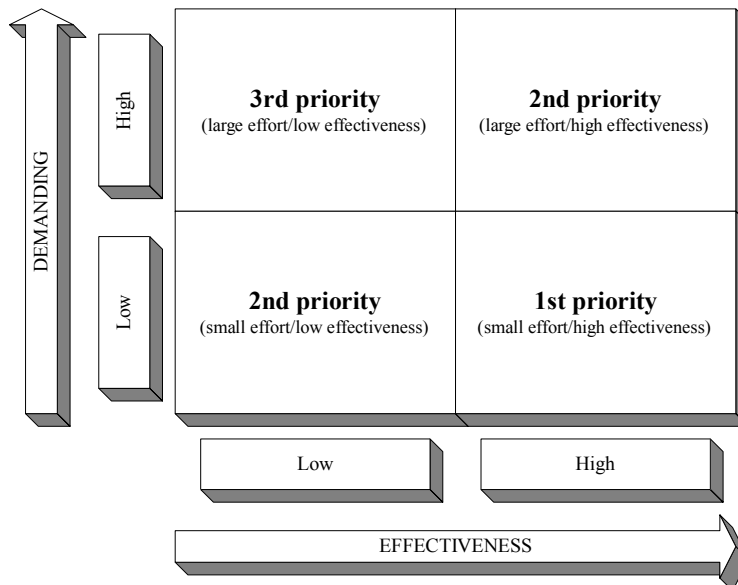 DEMANDING
High
3rd priority
(large effort/low effectiveness)
2nd priority
(large effort/high effectiveness)
Low
2nd priority
(small effort/low effectiveness)
1st priority
(small effort/high effectiveness)
Low
High
EFFECTIVENESS